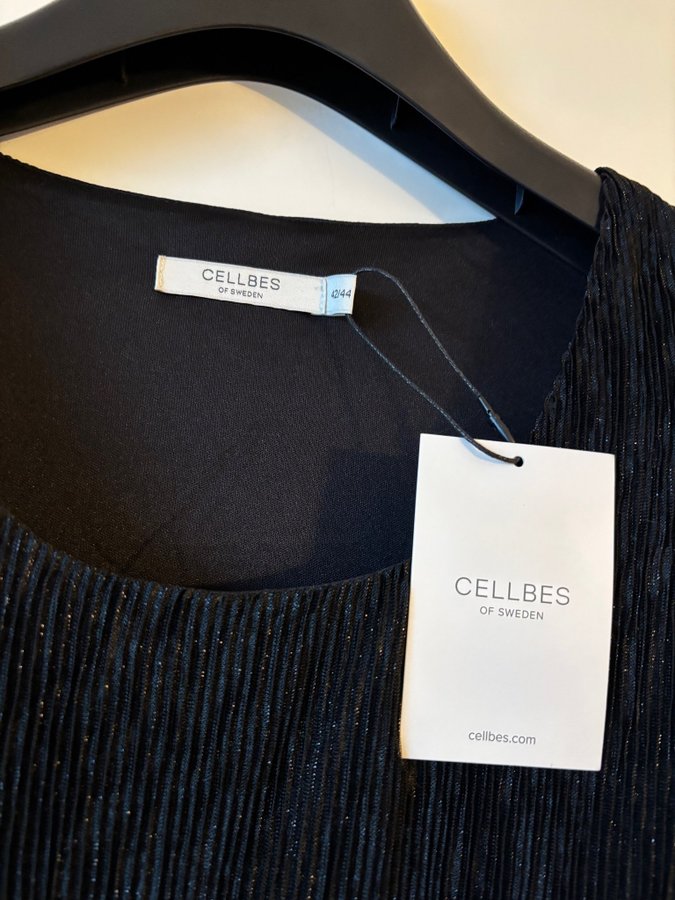 CELLBES
OF SWEDEN
42/44
CELLBES
OF SWEDEN
cellbes.com